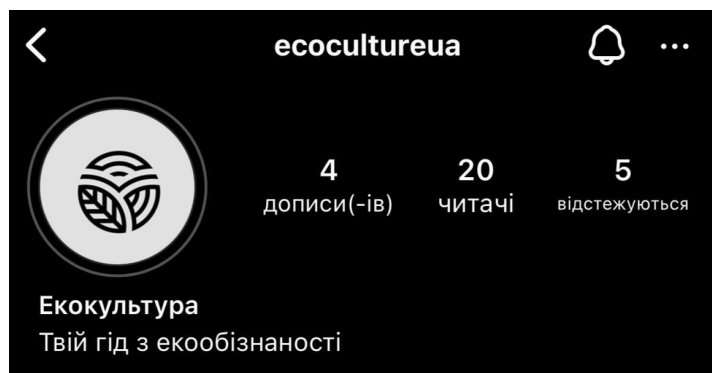 ecocultureua
4 20 5
дописи(-ів) читачі відстежуються
Екокультура
Твій гід з екообізнаності